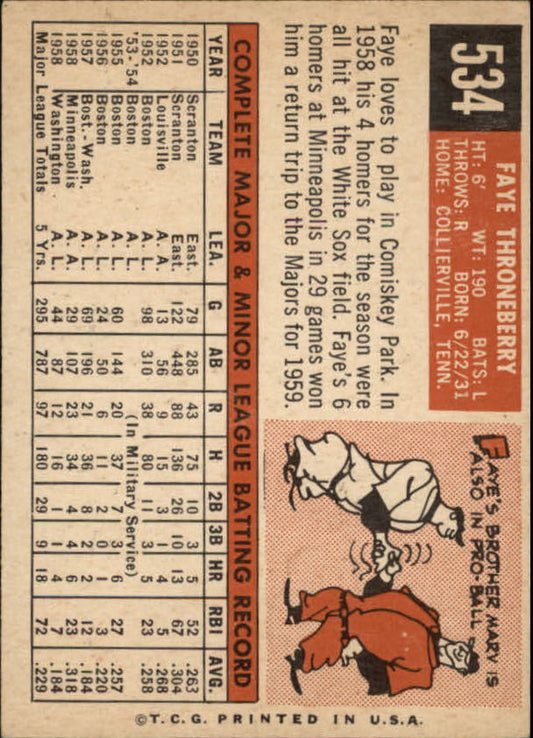 534
FAYE THRONEBERRY
HT: 6' WT: 190 BATS: L
THROWS: R BORN: 6/22/31
HOME: COLLIERVILLE, TENN.
Faye loves to play in Comiskey Park. In
1958 his 4 homers for the season were
all hit at the White Sox field. Faye's 6
homers at Minneapolis in 29 games won
him a return trip to the Majors for 1959.
FAYE'S BROTHER MARV IS
ALSO IN PRO-BALL
COMPLETE MAJOR & MINOR LEAGUE BATTING RECORD
YEAR TEAM LEA. G AB R H 2B 3B HR RBI AVG.
1950 Scranton East. 79 285 43 75 10 3 5 52 .263
1951 Scranton East. 122 448 88 136 26 10 13 67 .304
1952 Louisville A. A. 13 56 9 15 3 5 .268
1952 Boston A. L. 98 310 38 80 11 3 5 23 .258
'53-'54 Boston A. L. (In Military Service)
1955 Boston A. L. 60 144 20 37 7 3 6 27 .257
1956 Boston A. L. 24 50 6 11 2 0 1 3 .220
1957 Bost.-Wash. A. L. 69 196 21 36 8 2 2 12 .184
1958 Minneapolis A. A. 29 107 23 34 4 4 6 23 .318
1958 Washington A. L. 44 87 12 16 1 1 4 7 .184
Major League Totals 5 Yrs. 295 787 97 180 29 9 18 72 .229
©T.C.G. PRINTED IN U.S.A.